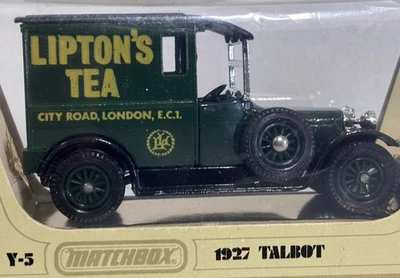 LIPTON'S
TEA
CITY ROAD, LONDON, E.C.1.
Y-5 MATCHBOX 1927 TALBOT